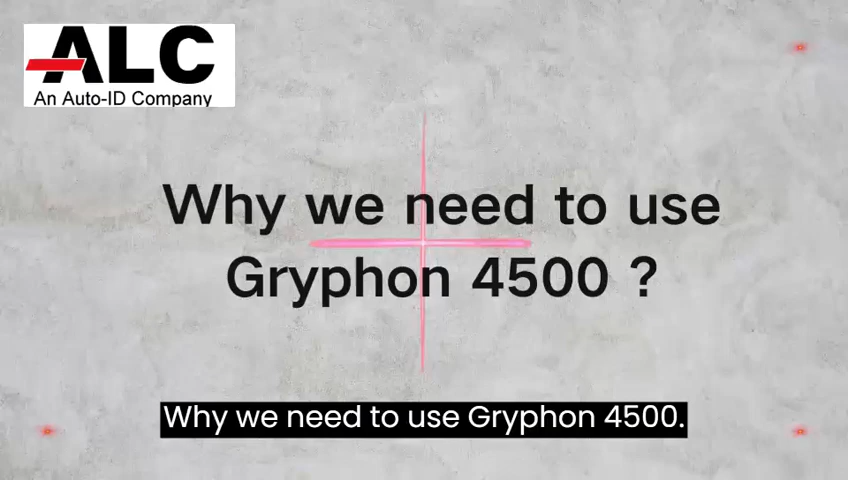 ALC
An Auto-ID Company
Why we need to use
Gryphon 4500 ?
Why we need to use Gryphon 4500.